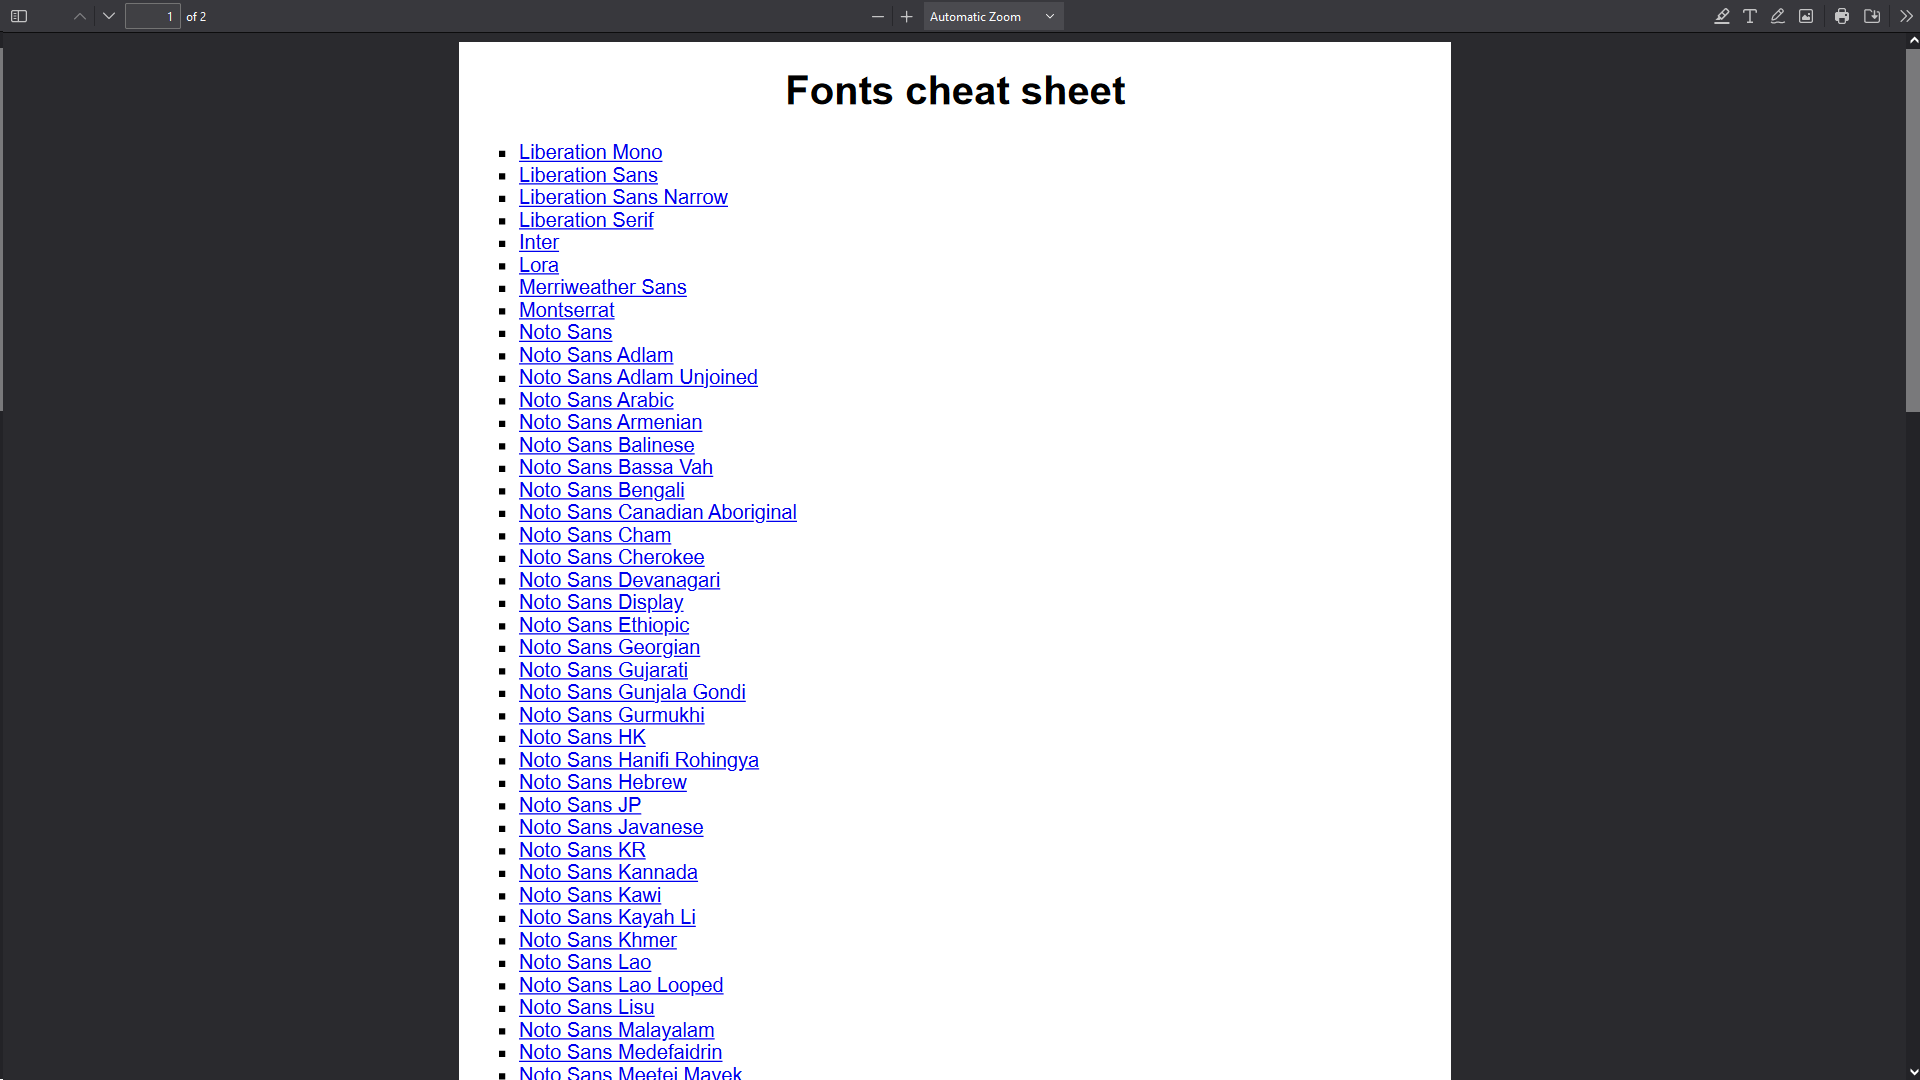 1 of 2 Automatic Zoom
Fonts cheat sheet
Liberation Mono
Liberation Sans
Liberation Sans Narrow
Liberation Serif
Inter
Lora
Merriweather Sans
Montserrat
Noto Sans
Noto Sans Adlam
Noto Sans Adlam Unjoined
Noto Sans Arabic
Noto Sans Armenian
Noto Sans Balinese
Noto Sans Bassa Vah
Noto Sans Bengali
Noto Sans Canadian Aboriginal
Noto Sans Cham
Noto Sans Cherokee
Noto Sans Devanagari
Noto Sans Display
Noto Sans Ethiopic
Noto Sans Georgian
Noto Sans Gujarati
Noto Sans Gunjala Gondi
Noto Sans Gurmukhi
Noto Sans HK
Noto Sans Hanifi Rohingya
Noto Sans Hebrew
Noto Sans JP
Noto Sans Javanese
Noto Sans KR
Noto Sans Kannada
Noto Sans Kawi
Noto Sans Kayah Li
Noto Sans Khmer
Noto Sans Lao
Noto Sans Lao Looped
Noto Sans Lisu
Noto Sans Malayalam
Noto Sans Medefaidrin
Noto Sans Meetei Mayek